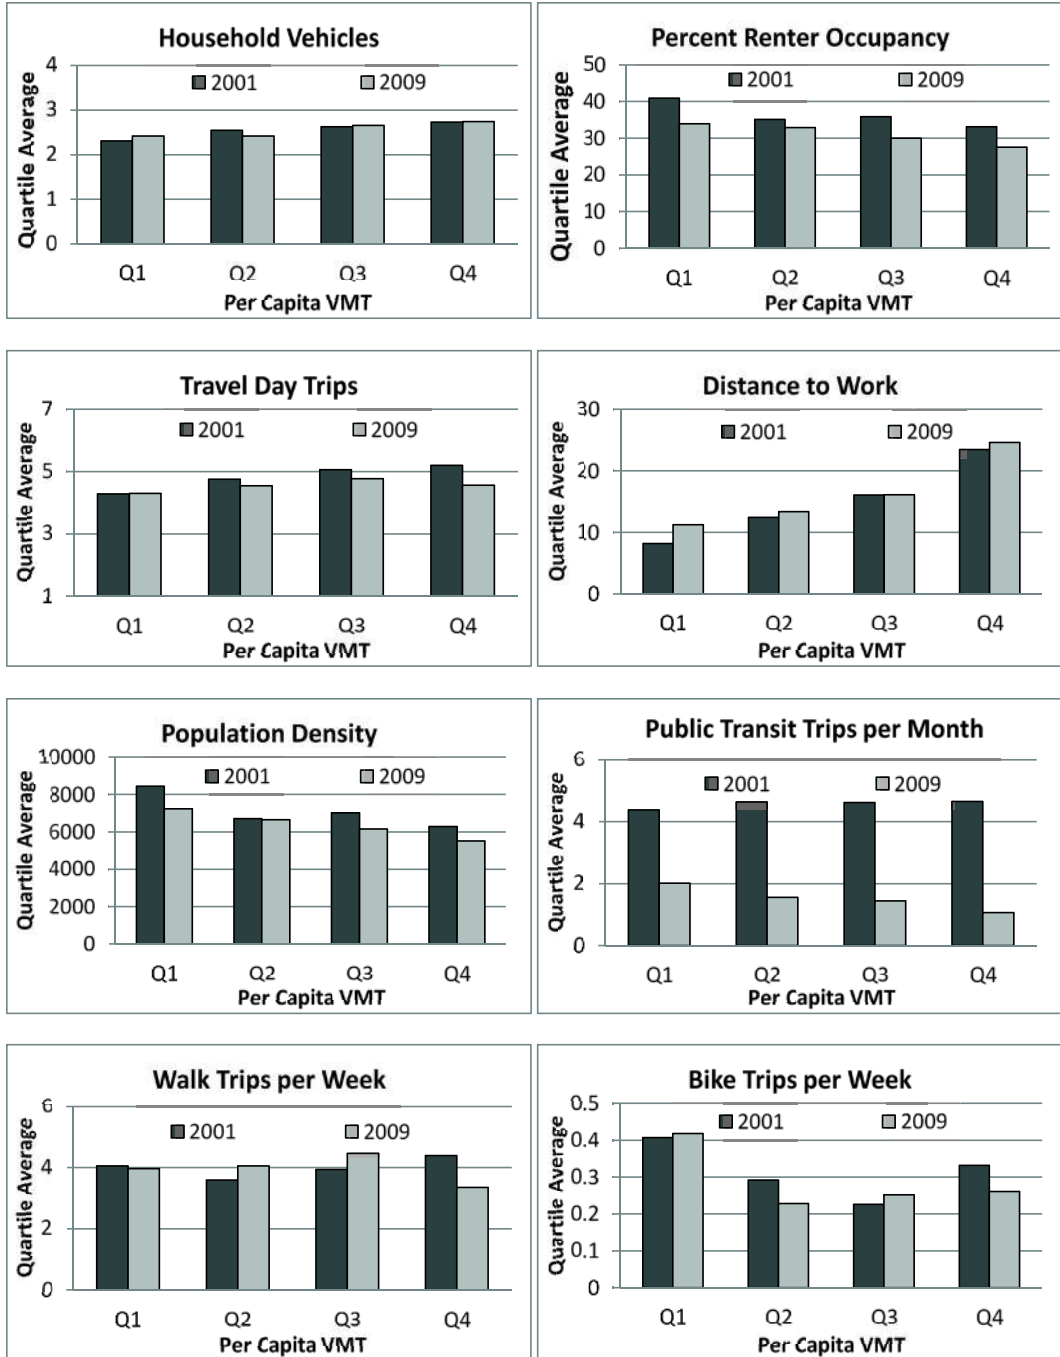 Household Vehicles
4
2001
2009
3
2
1
0
Quartile Average
Q1
Q2
Q3
Q4
Per Capita VMT
Percent Renter Occupancy
50
2001
2009
40
30
20
10
0
Quartile Average
Q1
Q2
Q3
Q4
Per Capita VMT
Travel Day Trips
7
2001
2009
5
3
1
Quartile Average
Q1
Q2
Q3
Q4
Per Capita VMT
Distance to Work
30
2001
2009
20
10
0
Quartile Average
Q1
Q2
Q3
Q4
Per Capita VMT
Population Density
10000
2001
2009
8000
6000
4000
2000
0
Quartile Average
Q1
Q2
Q3
Q4
Per Capita VMT
Public Transit Trips per Month
6
2001
2009
4
2
0
Quartile Average
Q1
Q2
Q3
Q4
Per Capita VMT
Walk Trips per Week
6
2001
2009
4
2
0
Quartile Average
Q1
Q2
Q3
Q4
Per Capita VMT
Bike Trips per Week
0.5
2001
2009
0.4
0.3
0.2
0.1
0
Quartile Average
Q1
Q2
Q3
Q4
Per Capita VMT